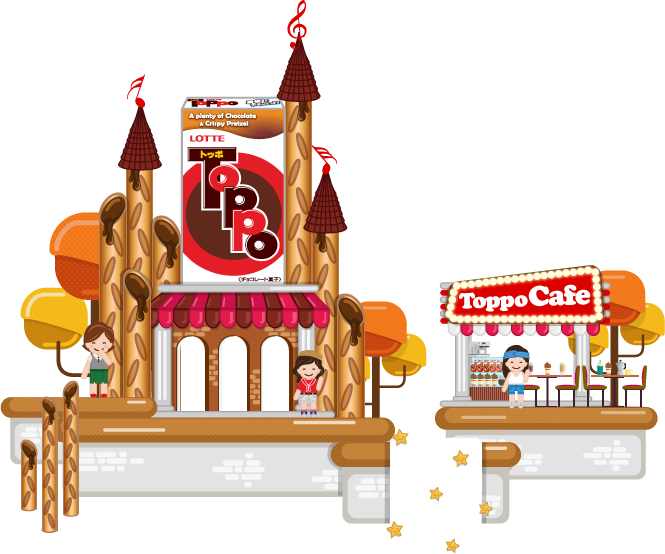 Toppo
A plenty of Chocolate
& Crispy Pretzel
LOTTE
トッポ
Toppo
〈チョコレート菓子〉
Toppo Cafe